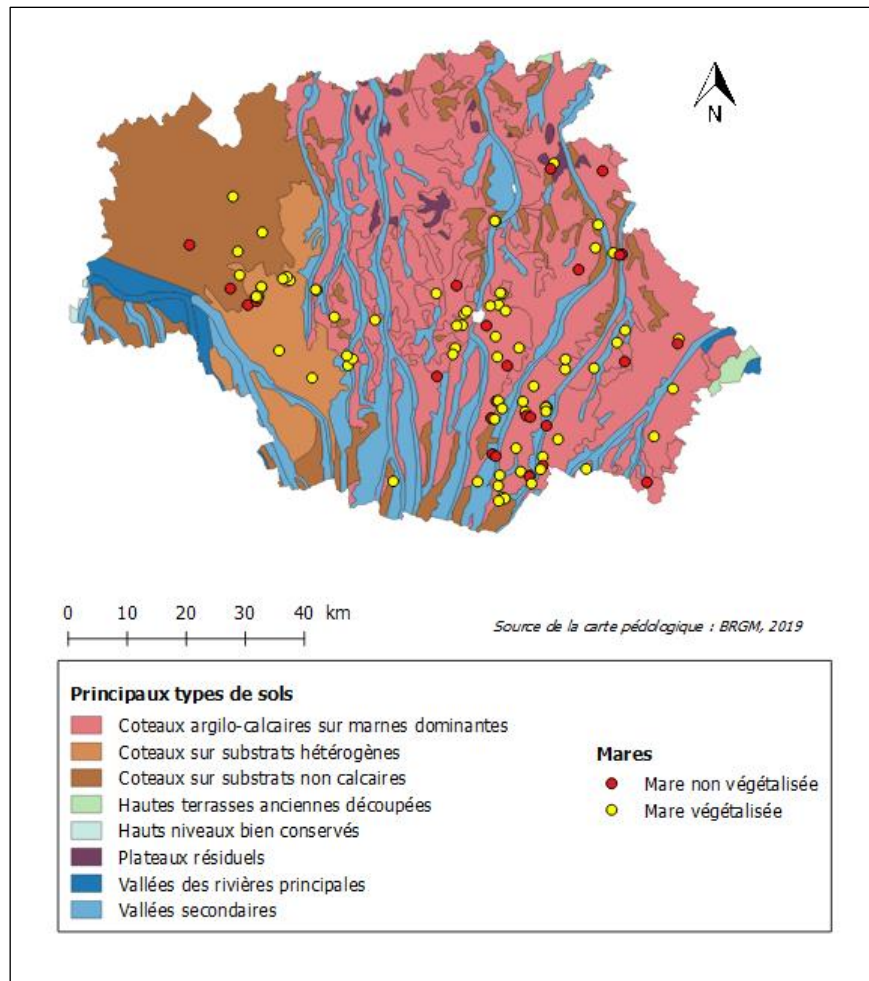 N
0 10 20 30 40 km
Source de la carte pédologique : BRGM, 2019
Principaux types de sols
Coteaux argilo-calcaires sur marnes dominantes
Coteaux sur substrats hétérogènes
Coteaux sur substrats non calcaires
Hautes terrasses anciennes découpées
Hauts niveaux bien conservés
Plateaux résiduels
Vallées des rivières principales
Vallées secondaires
Mares
Mare non végétalisée
Mare végétalisée